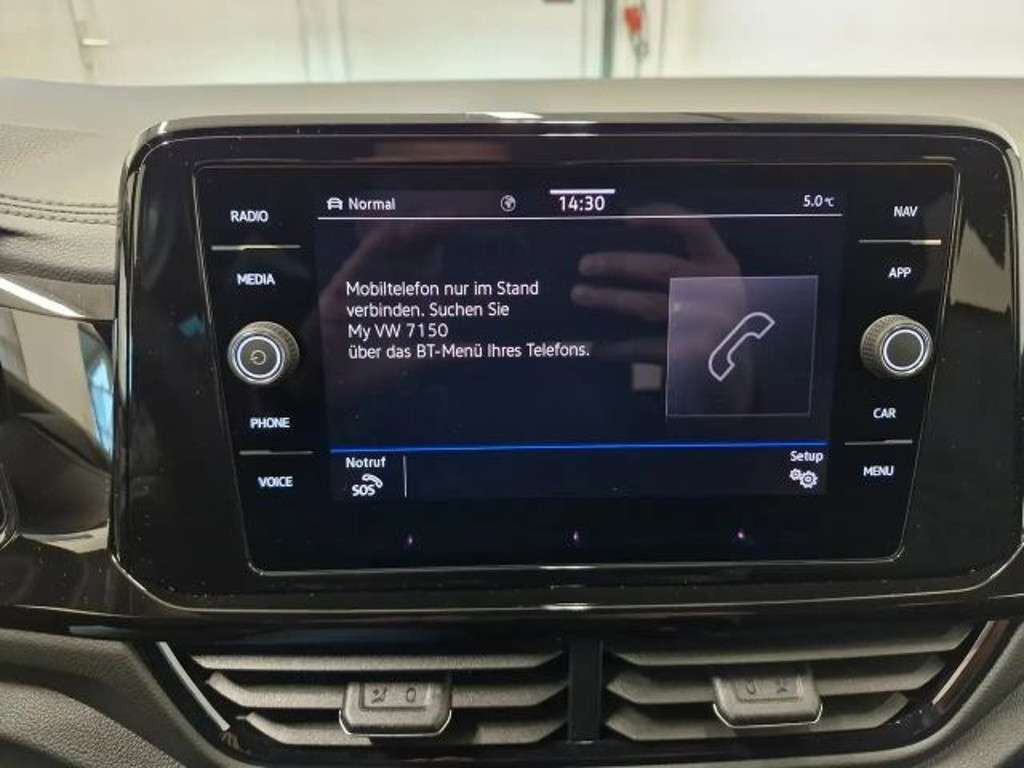 Normal 14:30 5.0 °C
RADIO
MEDIA
PHONE
VOICE
Mobiltelefon nur im Stand
verbinden. Suchen Sie
My VW 7150
über das BT-Menü Ihres Telefons.
Notruf
SOS
Setup
NAV
APP
CAR
MENU